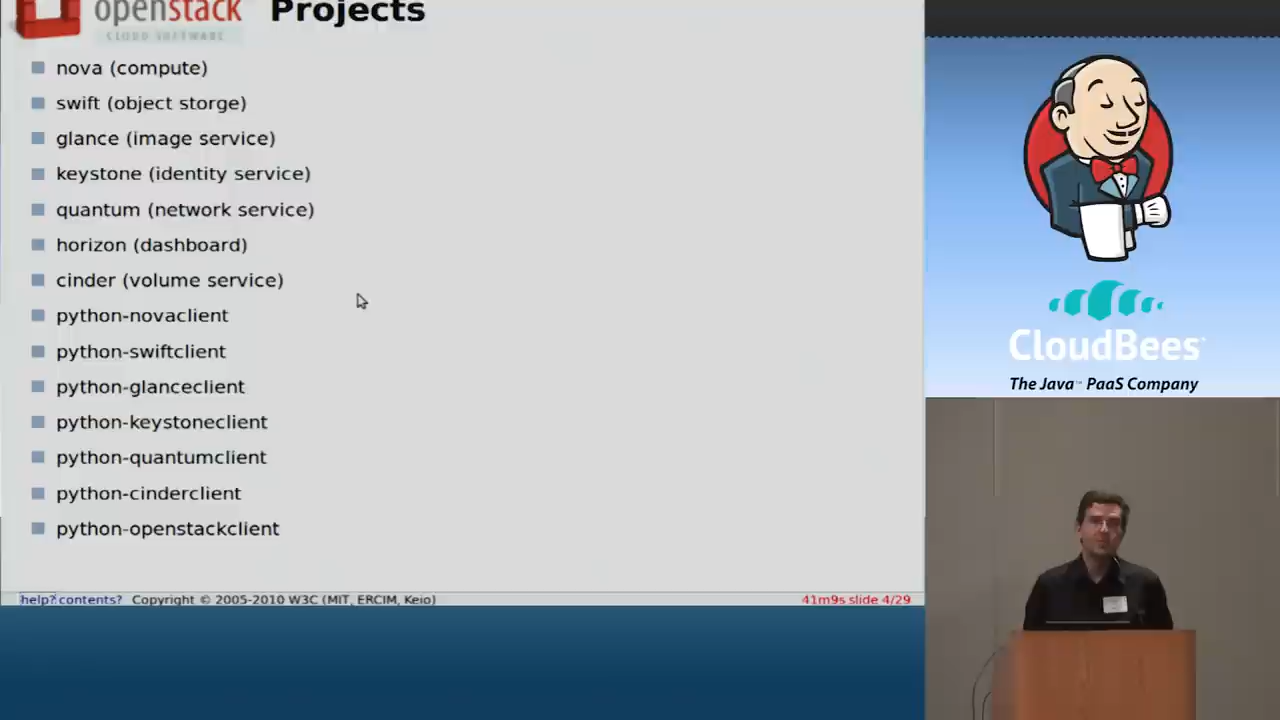 openstack
CLOUD SOFTWARE
Projects
nova (compute)
swift (object storge)
glance (image service)
keystone (identity service)
quantum (network service)
horizon (dashboard)
cinder (volume service)
python-novaclient
python-swiftclient
python-glanceclient
python-keystoneclient
python-quantumclient
python-cinderclient
python-openstackclient
help? contents? Copyright © 2005-2010 W3C (MIT, ERCIM, Keio)
41m9s slide 4/29
CloudBees
The Java™ PaaS Company